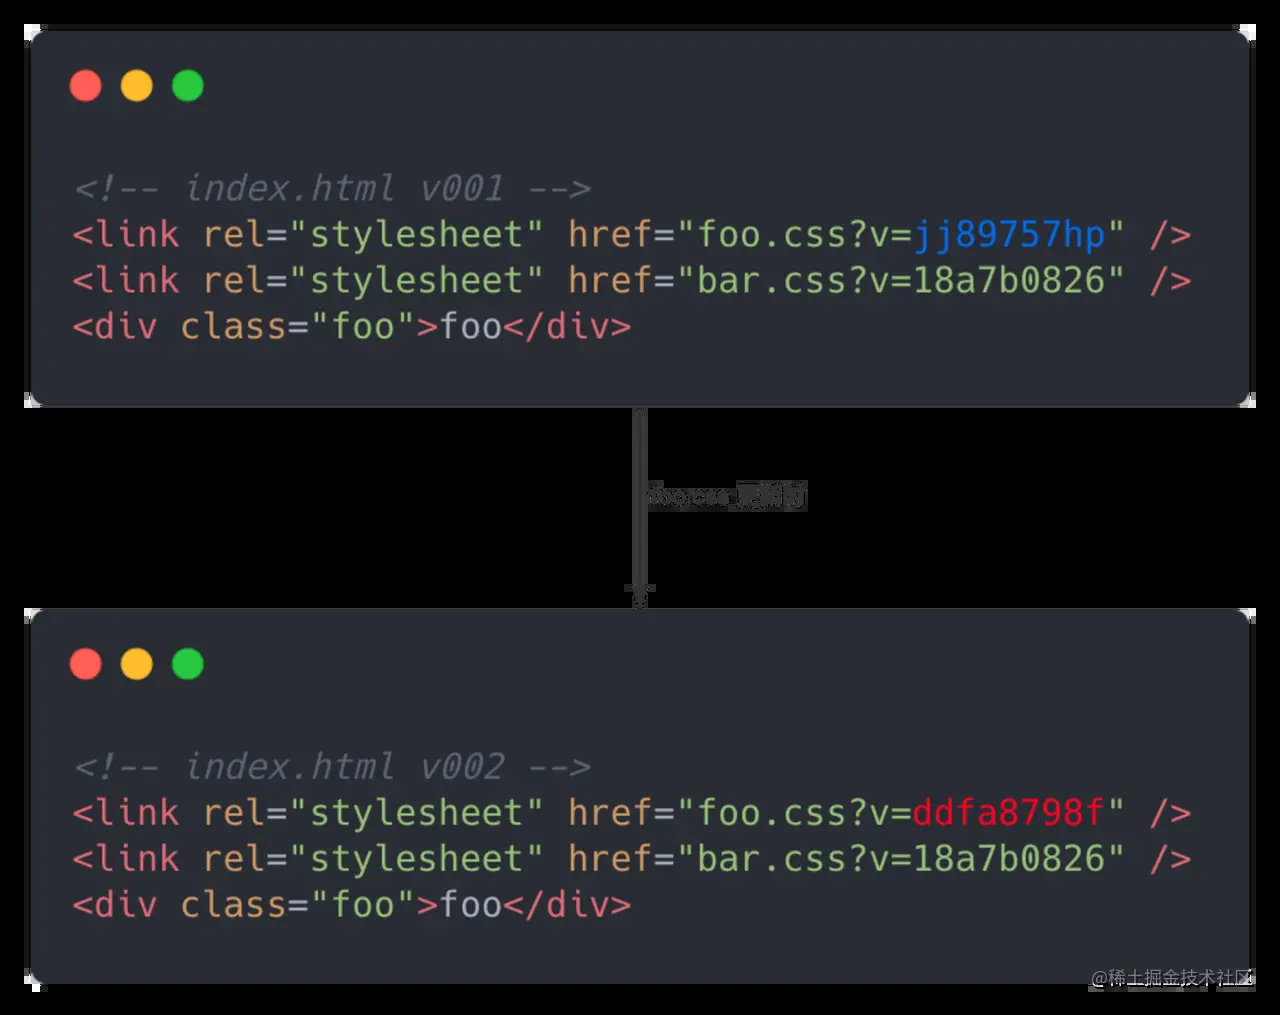 <!-- index.html v001 -->
<link rel="stylesheet" href="foo.css?v=jj89757hp" />
<link rel="stylesheet" href="bar.css?v=18a7b0826" />
<div class="foo">foo</div>
foo.css 更新时
<!-- index.html v002 -->
<link rel="stylesheet" href="foo.css?v=ddfa8798f" />
<link rel="stylesheet" href="bar.css?v=18a7b0826" />
<div class="foo">foo</div>
@稀土掘金技术社区